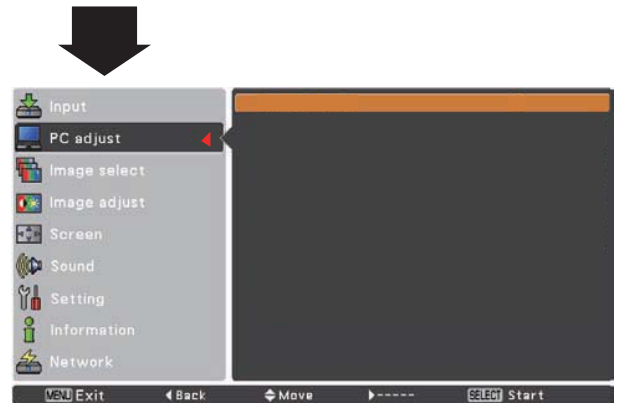 Input
PC adjust
Image select
Image adjust
Screen
Sound
Setting
Information
Network
MENU Exit ◀Back ◆Move ▶----- SELECT Start